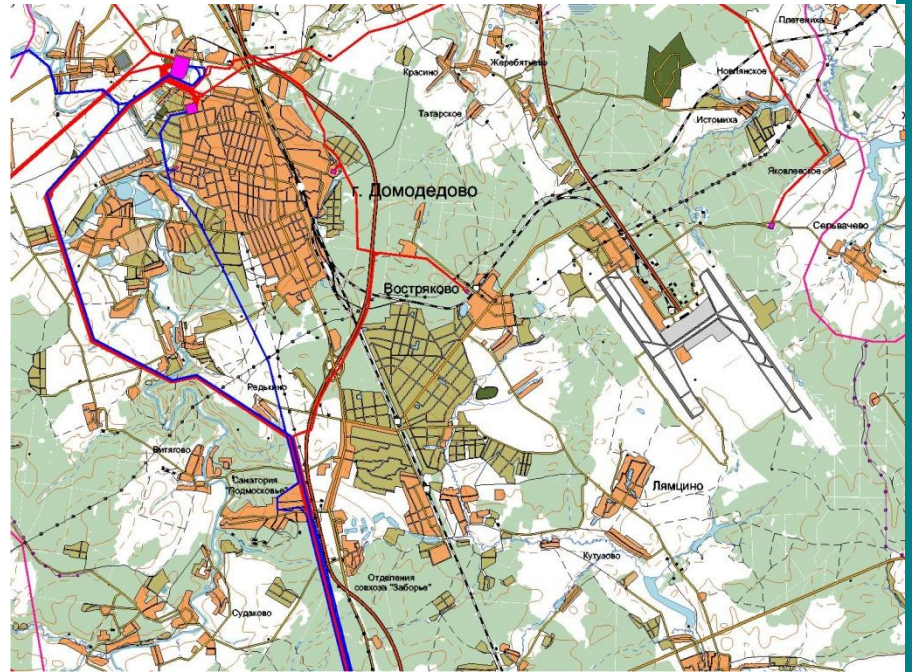 Плетениха
Жеребятьево
Красино
Новлянское
Татарское
Истомиха
Яковлевское
г. Домодедово
Сельвачево
Востряково
Редькино
Битягово
Санатория
"Подмосковье"
Лямцино
Кутузово
Отделения
совхоза "Заборье"
Судаково